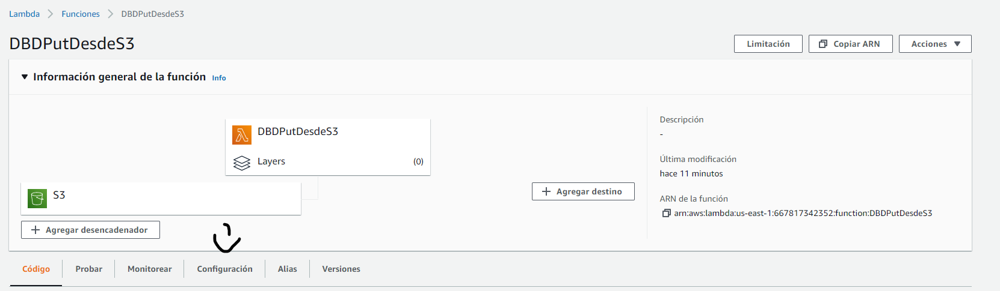 Lambda > Funciones > DBDPutDesdeS3
DBDPutDesdeS3
Limitación Copiar ARN Acciones
Información general de la función Info
DBDPutDesdeS3
Layers (0)
S3
Agregar desencadenador
Agregar destino
Descripción
-
Última modificación
hace 11 minutos
ARN de la función
arn:aws:lambda:us-east-1:667817342352:function:DBDPutDesdeS3
Código Probar Monitorear Configuración Alias Versiones